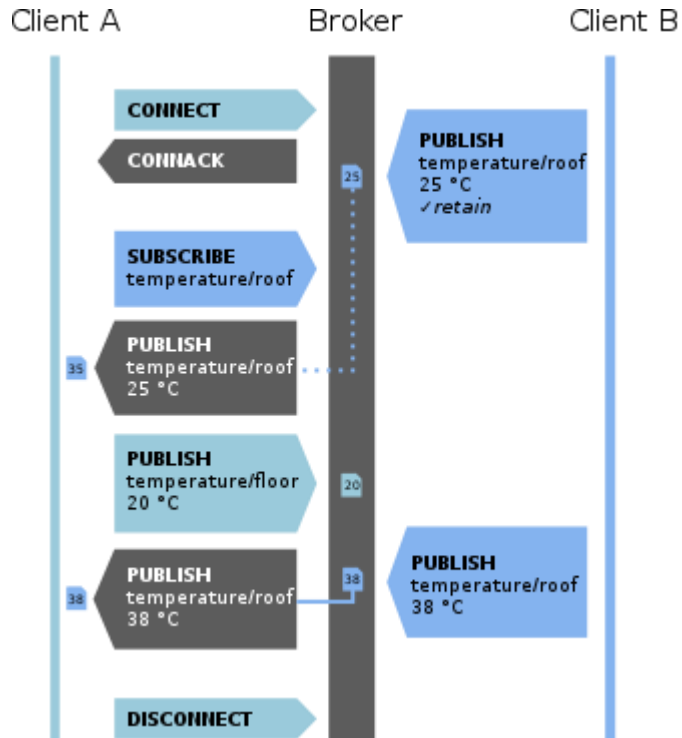 Client A
Broker
Client B
CONNECT
CONNACK
PUBLISH
temperature/roof
25 °C
✓retain
25
SUBSCRIBE
temperature/roof
35
PUBLISH
temperature/roof
25 °C
PUBLISH
temperature/floor
20 °C
20
38
PUBLISH
temperature/roof
38 °C
38
PUBLISH
temperature/roof
38 °C
DISCONNECT